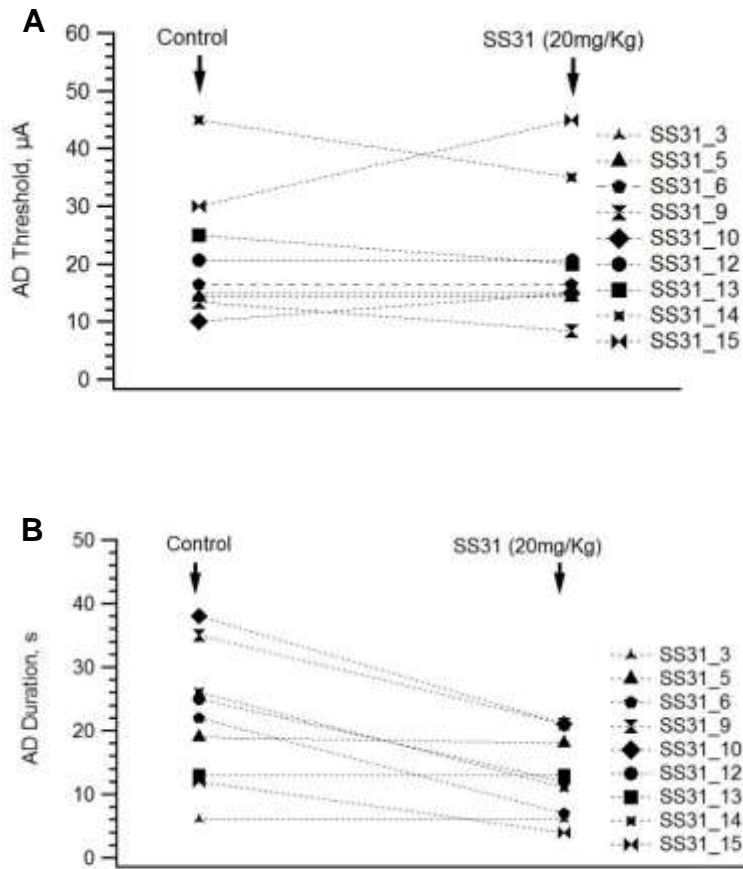 A
Control
SS31 (20mg/Kg)
AD Threshold, µA
60
50
40
30
20
10
0
SS31_3
SS31_5
SS31_6
SS31_9
SS31_10
SS31_12
SS31_13
SS31_14
SS31_15
B
Control
SS31 (20mg/Kg)
AD Duration, s
50
40
30
20
10
0
SS31_3
SS31_5
SS31_6
SS31_9
SS31_10
SS31_12
SS31_13
SS31_14
SS31_15